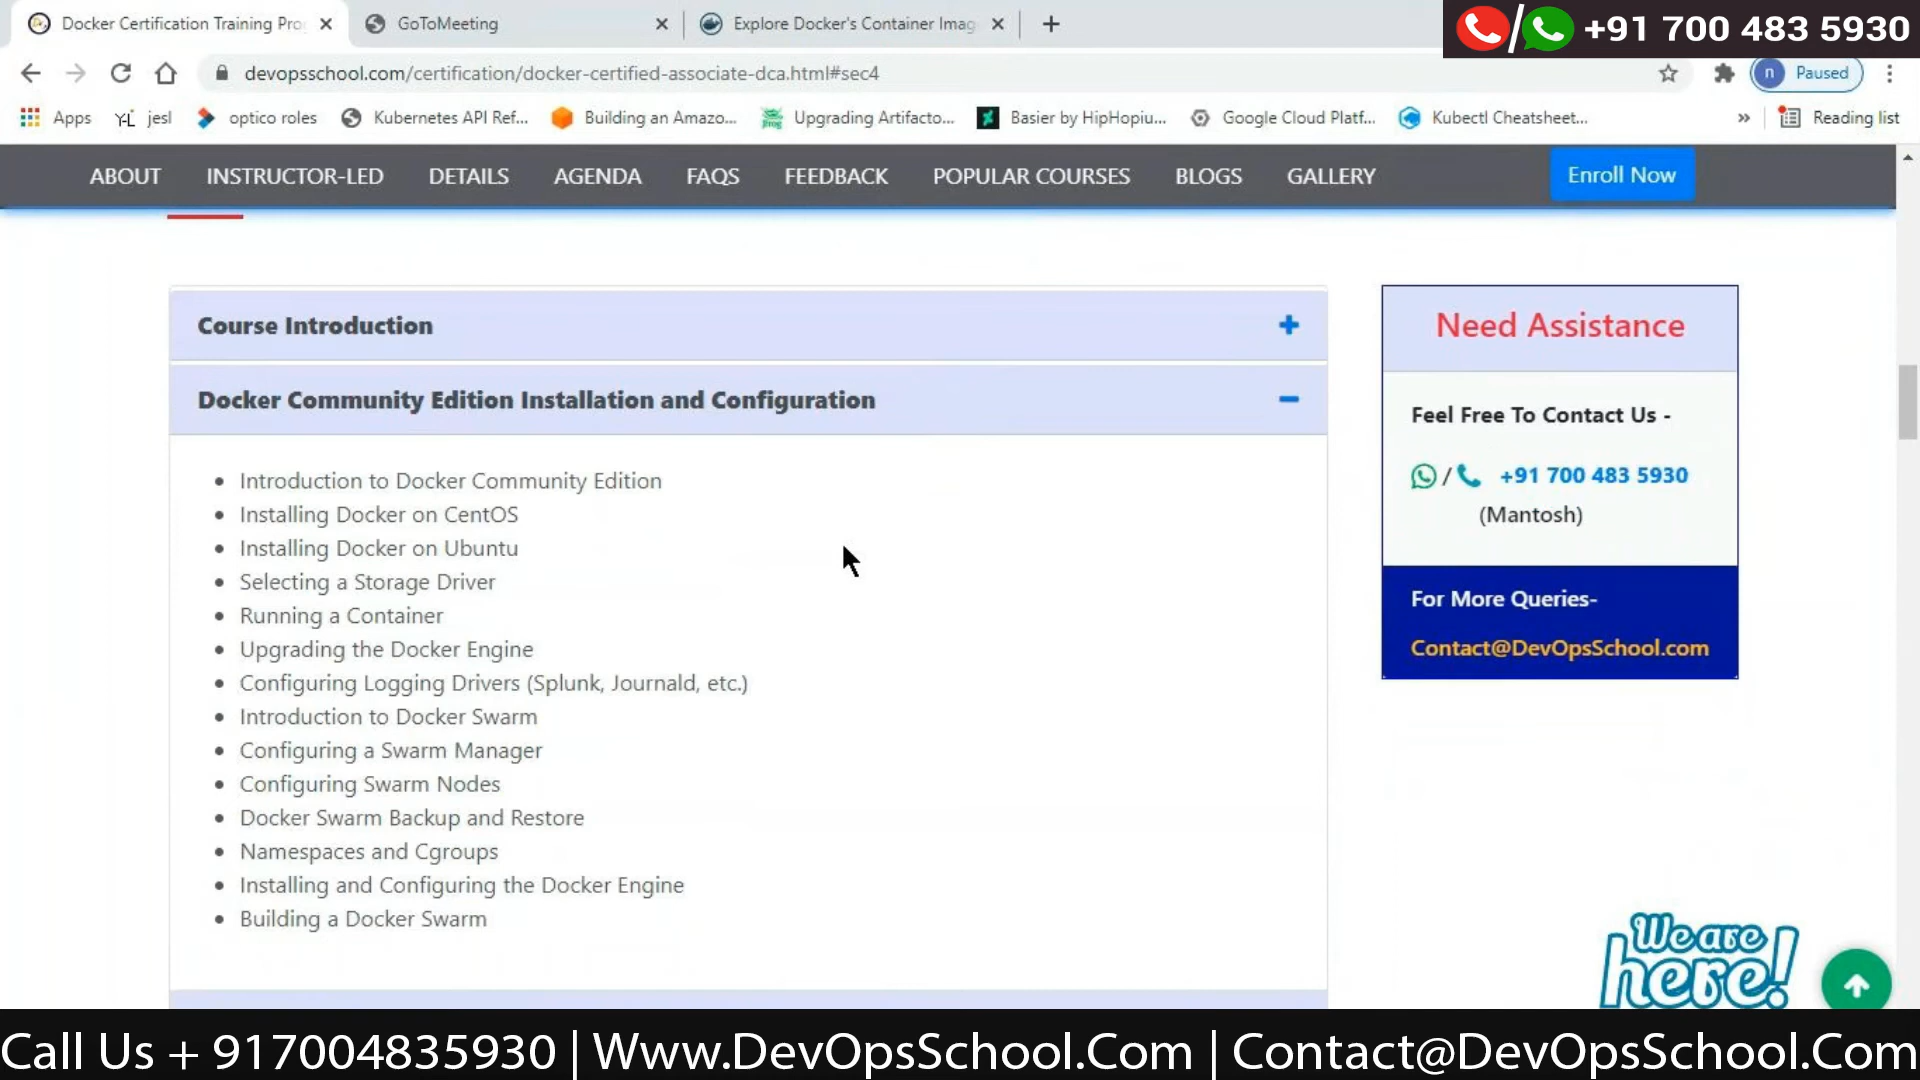 Docker Certification Training Pro
GoToMeeting
Explore Docker's Container Imag
+91 700 483 5930
devopsschool.com/certification/docker-certified-associate-dca.html#sec4
n Paused
Apps
jesl
optico roles
Kubernetes API Ref...
Building an Amazo...
Upgrading Artifacto...
Basier by HipHopiu...
Google Cloud Platf...
Kubectl Cheatsheet...
»
Reading list
ABOUT INSTRUCTOR-LED DETAILS AGENDA FAQS FEEDBACK POPULAR COURSES BLOGS GALLERY Enroll Now
Course Introduction
Docker Community Edition Installation and Configuration
Introduction to Docker Community Edition
Installing Docker on CentOS
Installing Docker on Ubuntu
Selecting a Storage Driver
Running a Container
Upgrading the Docker Engine
Configuring Logging Drivers (Splunk, Journald, etc.)
Introduction to Docker Swarm
Configuring a Swarm Manager
Configuring Swarm Nodes
Docker Swarm Backup and Restore
Namespaces and Cgroups
Installing and Configuring the Docker Engine
Building a Docker Swarm
Need Assistance
Feel Free To Contact Us -
/ +91 700 483 5930
(Mantosh)
For More Queries-
Contact@DevOpsSchool.com
We are
here!
Call Us + 917004835930 | Www.DevOpsSchool.Com | Contact@DevOpsSchool.Com